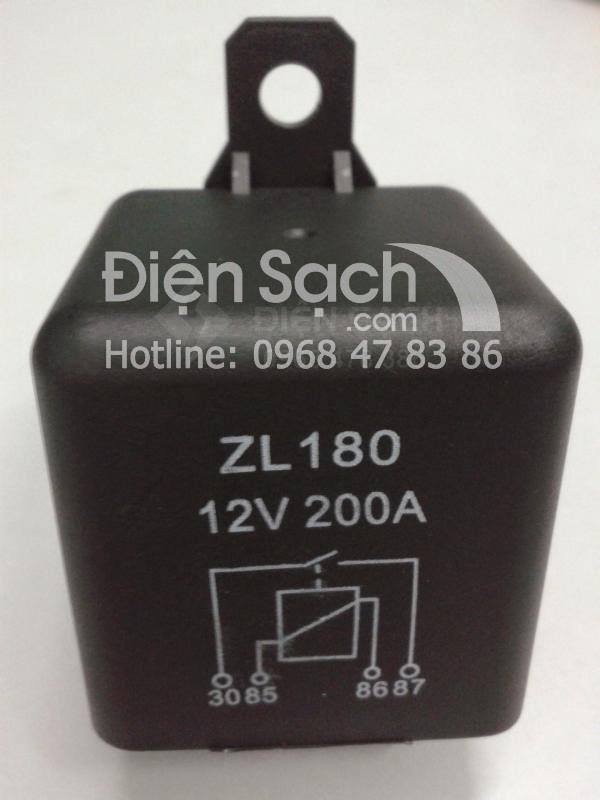 Điện Sạch
.com
Hotline: 0968 47 83 86
ZL180
12V 200A
30 85 86 87